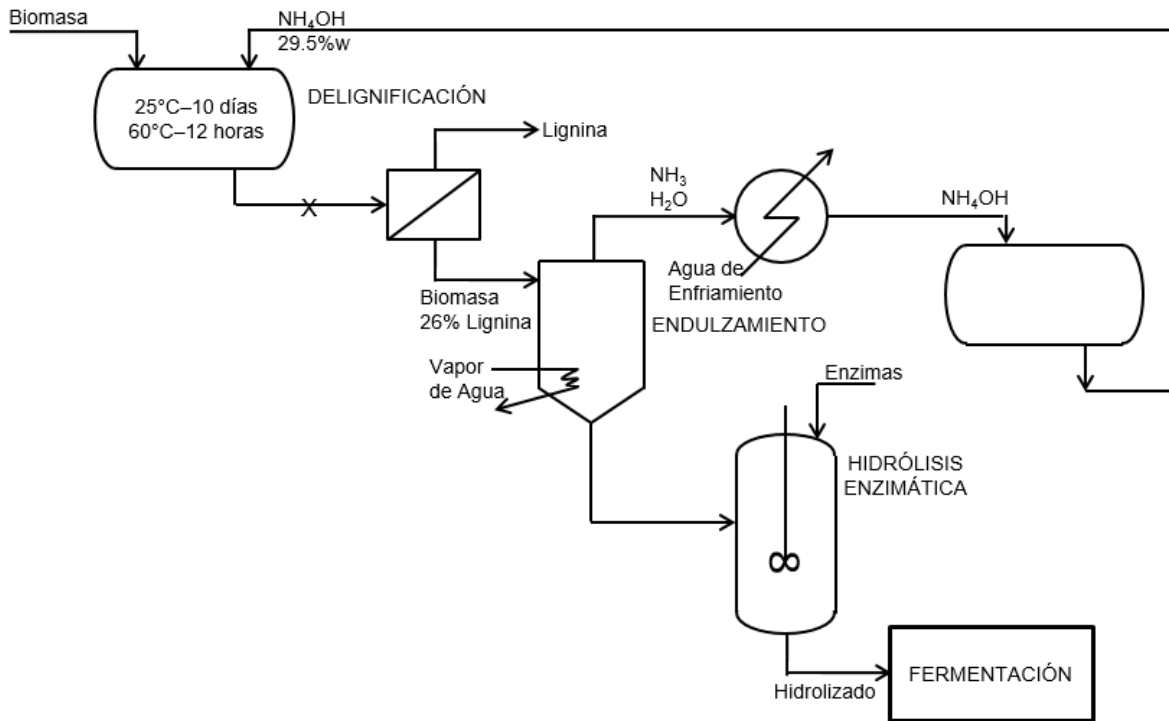 Biomasa
NH₄OH
29.5%w
25°C–10 días
60°C–12 horas
DELIGNIFICACIÓN
Lignina
X
NH₃
H₂O
NH₄OH
Agua de
Enfriamiento
Biomasa
26% Lignina
ENDULZAMIENTO
Vapor
de Agua
Enzimas
HIDRÓLISIS
ENZIMÁTICA
Hidrolizado
FERMENTACIÓN